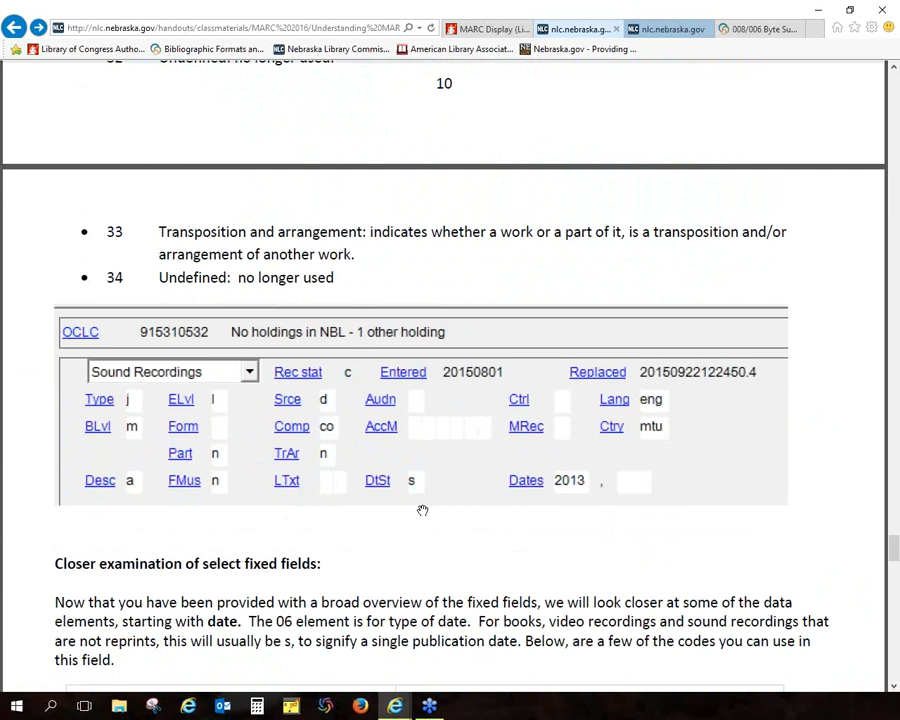 http://nlc.nebraska.gov/handouts/classmaterials/MARC%202016/Understanding%20MAR
MARC Display (Li...
nlc.nebraska.g...
nlc.nebraska.gov
008/006 Byte Su...
Library of Congress Autho...
Bibliographic Formats an...
Nebraska Library Commis...
American Library Associat...
Nebraska.gov - Providing ...
32 Undefined: no longer used.
10
• 33 Transposition and arrangement: indicates whether a work or a part of it, is a transposition and/or
arrangement of another work.
• 34 Undefined: no longer used
OCLC 915310532 No holdings in NBL - 1 other holding
Sound Recordings Rec stat c Entered 20150801 Replaced 20150922122450.4
Type j ELvl I Srce d Audn Ctrl Lang eng
BLvl m Form Comp co AccM MRec Ctry mtu
Part n TrAr n
Desc a FMus n LTxt DtSt s Dates 2013 ,
Closer examination of select fixed fields:
Now that you have been provided with a broad overview of the fixed fields, we will look closer at some of the data
elements, starting with date. The 06 element is for type of date. For books, video recordings and sound recordings that
are not reprints, this will usually be s, to signify a single publication date. Below, are a few of the codes you can use in
this field.